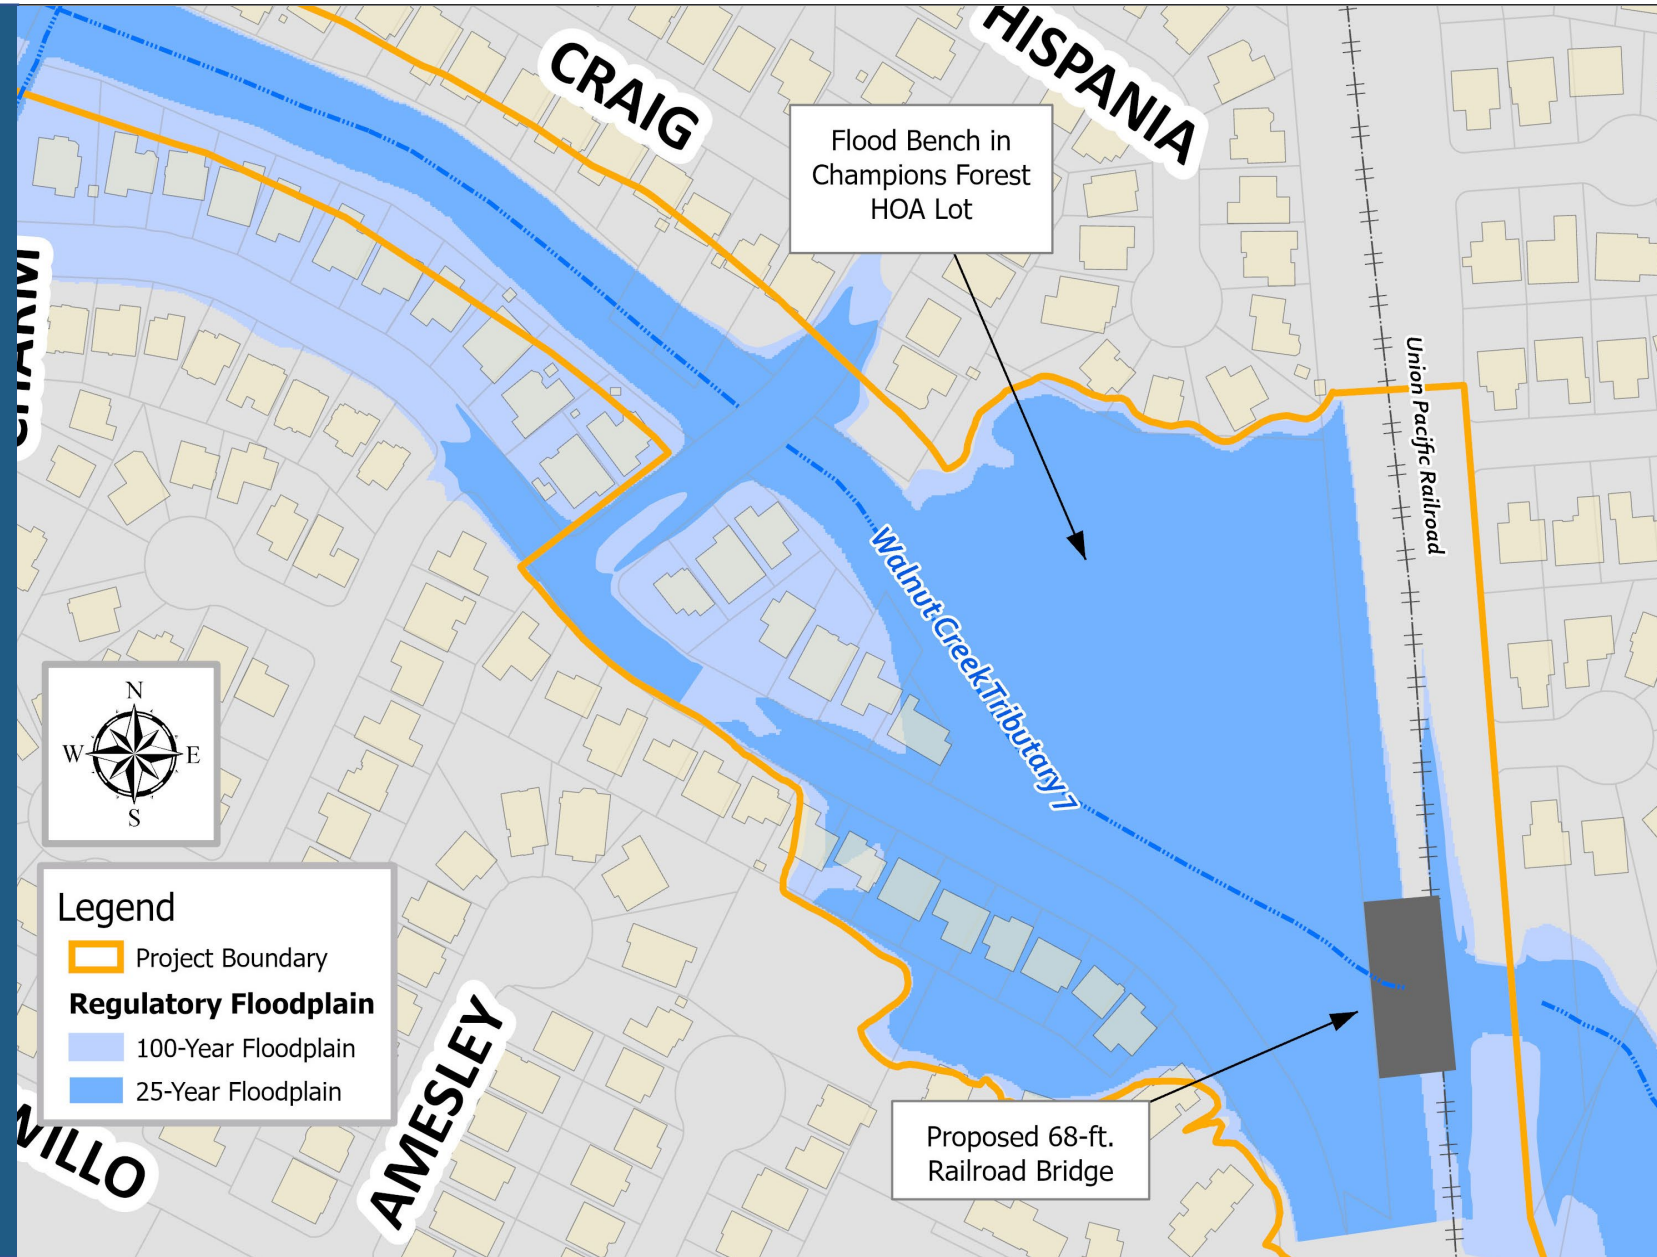 CRAIG
HISPANIA
Flood Bench in
Champions Forest
HOA Lot
Union Pacific Railroad
Walnut Creek Tributary 7
N
W E
S
Legend
Project Boundary
Regulatory Floodplain
100-Year Floodplain
25-Year Floodplain
AMESLEY
Proposed 68-ft.
Railroad Bridge